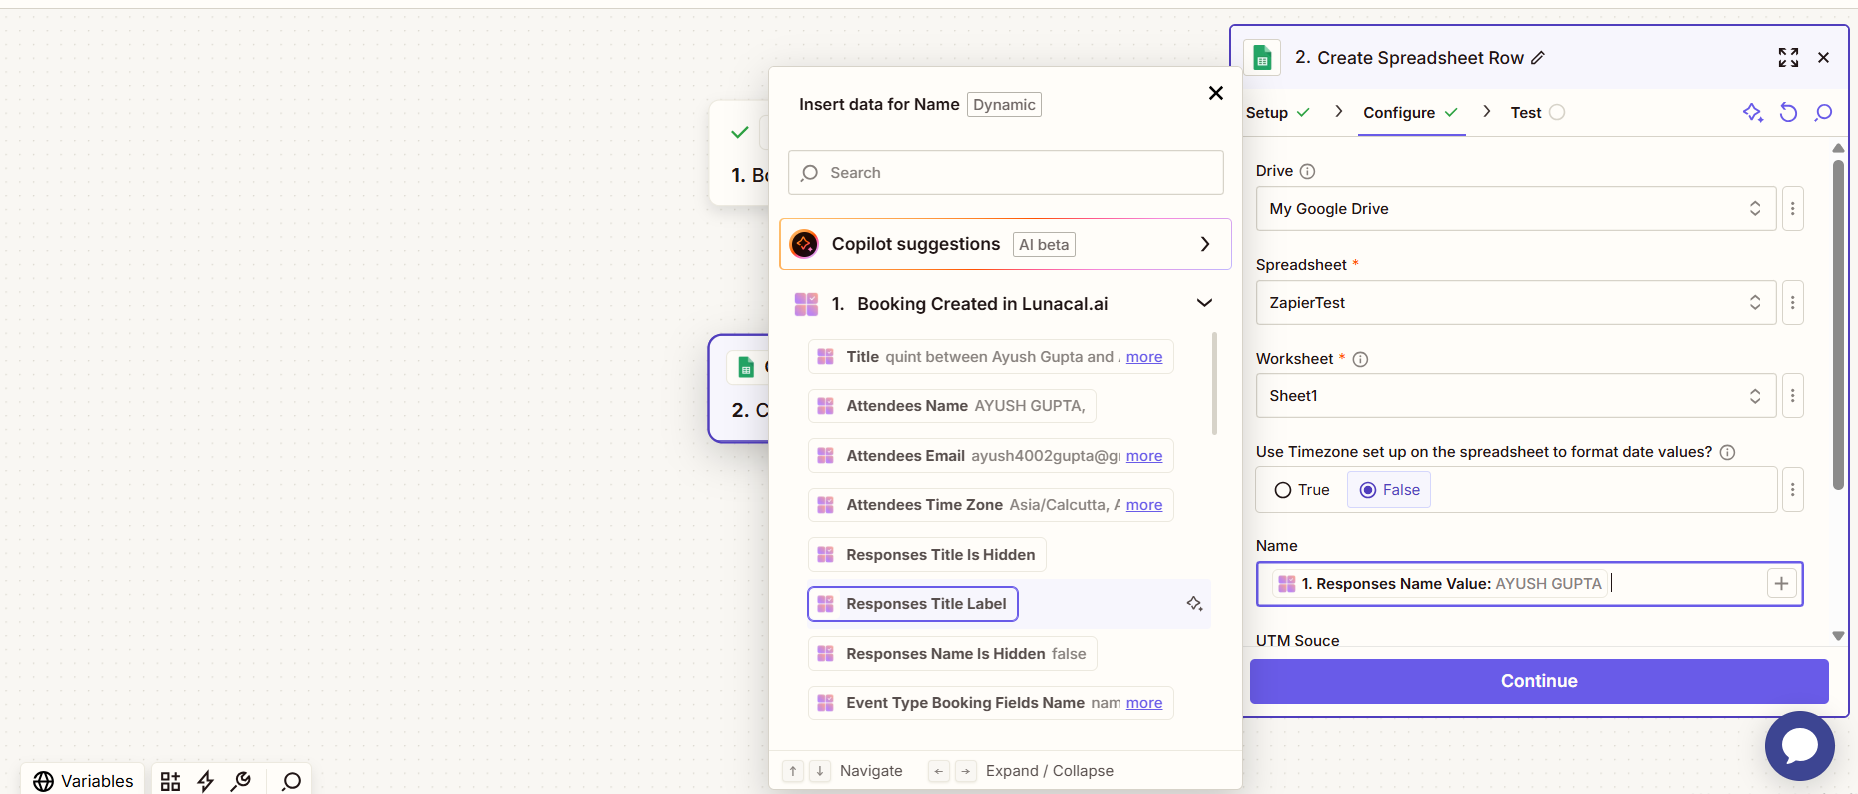 1. Bo
2. C
Variables
Insert data for Name Dynamic
Search
Copilot suggestions AI beta
1. Booking Created in Lunacal.ai
Title quint between Ayush Gupta and . more
Attendees Name AYUSH GUPTA,
Attendees Email ayush4002gupta@g more
Attendees Time Zone Asia/Calcutta, A more
Responses Title Is Hidden
Responses Title Label
Responses Name Is Hidden false
Event Type Booking Fields Name nam more
↑ ↓ Navigate ← → Expand / Collapse
2. Create Spreadsheet Row
Setup Configure Test
Drive
My Google Drive
Spreadsheet *
ZapierTest
Worksheet *
Sheet1
Use Timezone set up on the spreadsheet to format date values?
True False
Name
1. Responses Name Value: AYUSH GUPTA
UTM Souce
Continue